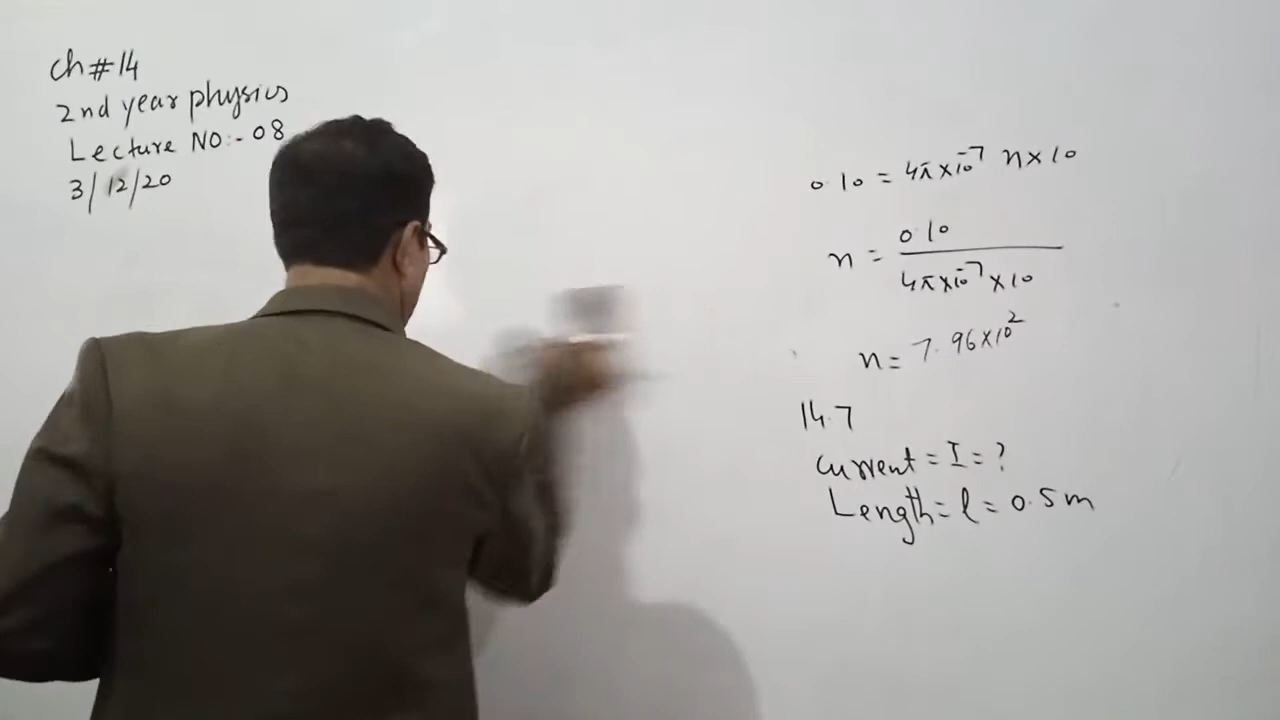 Ch#14
2nd year physics
Lecture NO:- 08
3/12/20
0.10 = 4π×10⁻⁷ n×10
n = 0.10
4π×10⁻⁷×10
n = 7.96×10²
14.7
Current = I = ?
Length = l = 0.5m